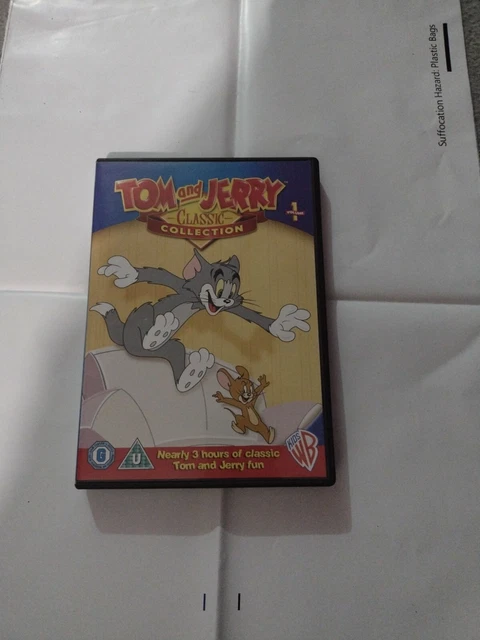 Suffocation Hazard: Plastic Bags
TOM and JERRY
CLASSIC
COLLECTION
1
U
Nearly 3 hours of classic
Tom and Jerry fun
KIDS
WB